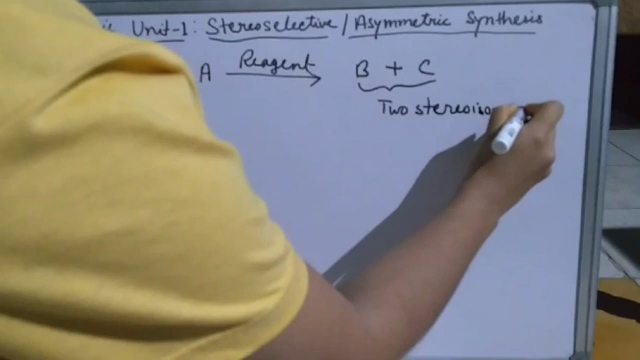 Unit-1: Stereoselective / Asymmetric Synthesis
A Reagent B + C
Two stereoiso